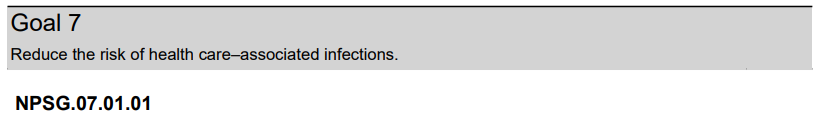 Goal 7
Reduce the risk of health care–associated infections.
NPSG.07.01.01